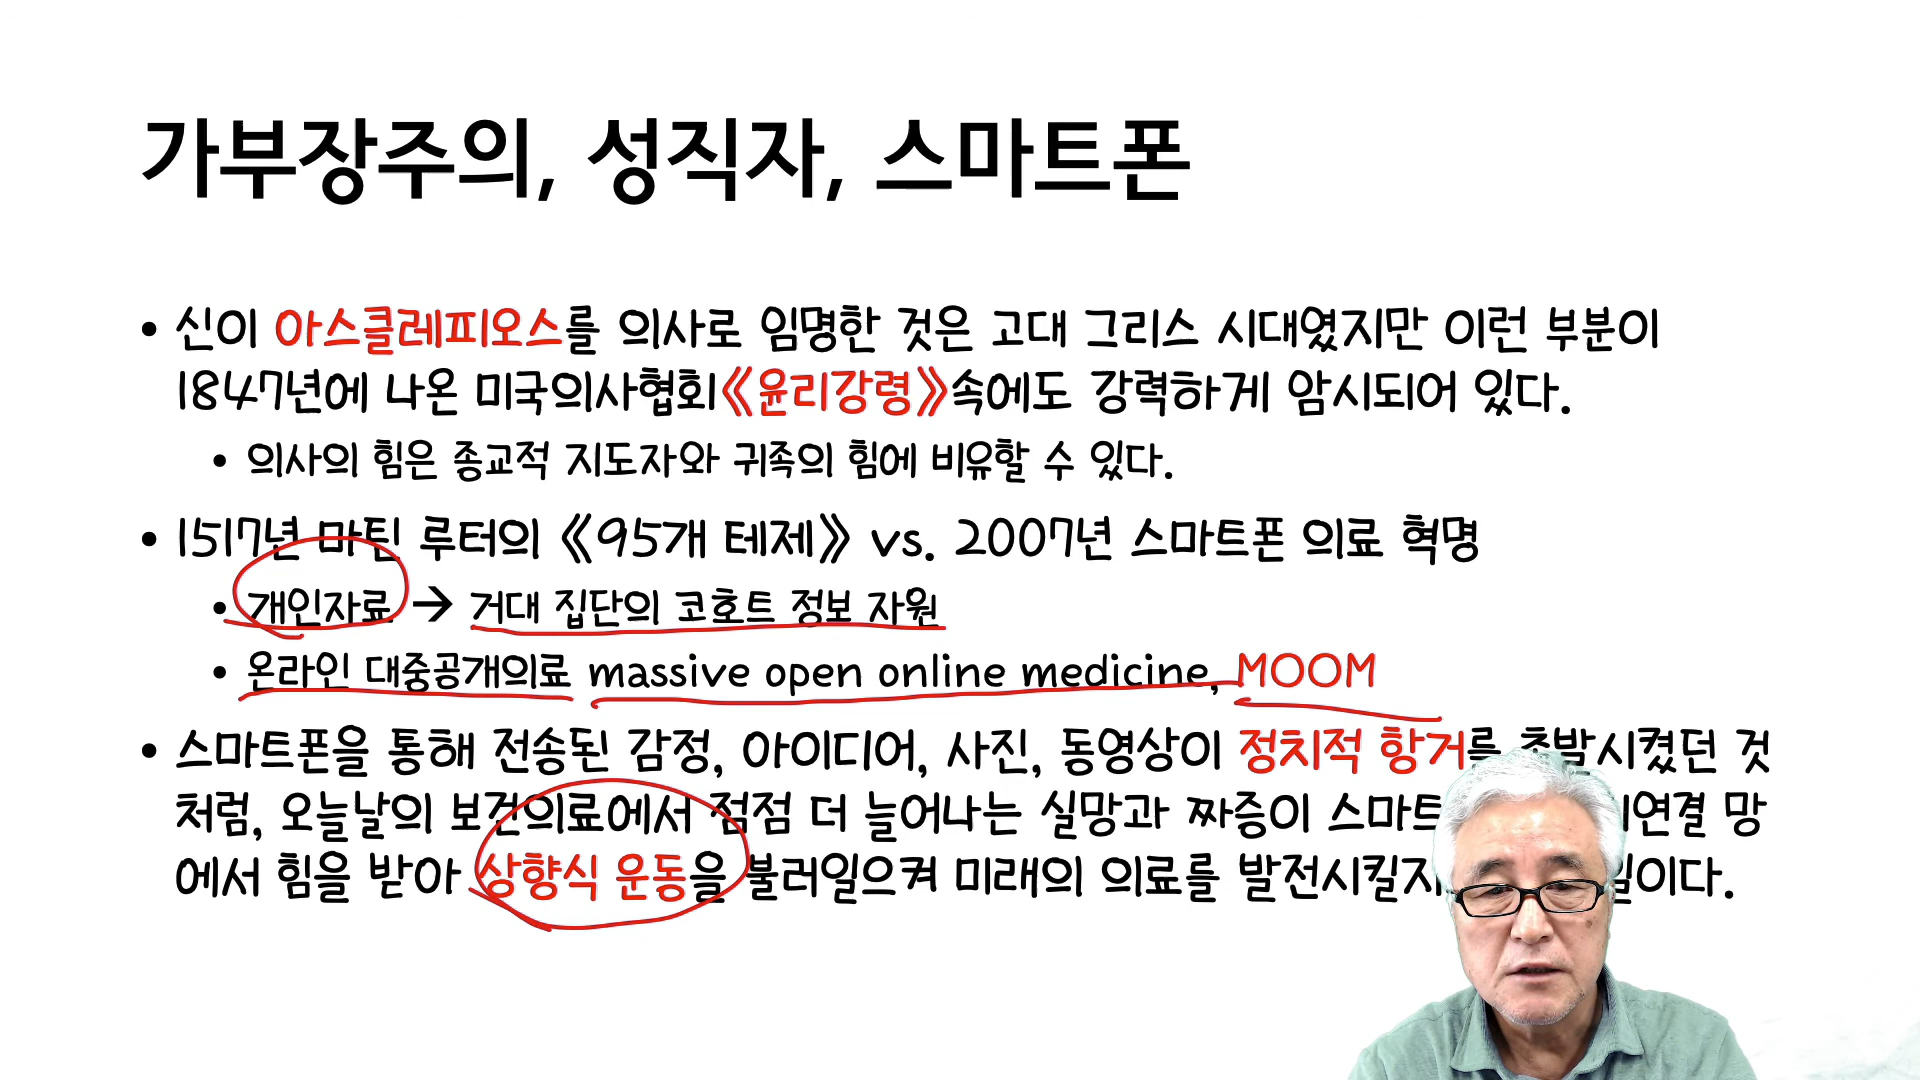 가부장주의, 성직자, 스마트폰
• 신이 아스클레피오스를 의사로 임명한 것은 고대 그리스 시대였지만 이런 부분이
1847년에 나온 미국의사협회《윤리강령》속에도 강력하게 암시되어 있다.
• 의사의 힘은 종교적 지도자와 귀족의 힘에 비유할 수 있다.
• 1517년 마틴 루터의 《95개 테제》 vs. 2007년 스마트폰 의료 혁명
• 개인자료 → 거대 집단의 코호트 정보 자원
• 온라인 대중공개의료 massive open online medicine, MOOM
• 스마트폰을 통해 전송된 감정, 아이디어, 사진, 동영상이 정치적 항거를 촉발시켰던 것
처럼, 오늘날의 보건의료에서 점점 더 늘어나는 실망과 짜증이 망
에서 힘을 받아 상향식 운동을 불러일으켜 미래의 의료를